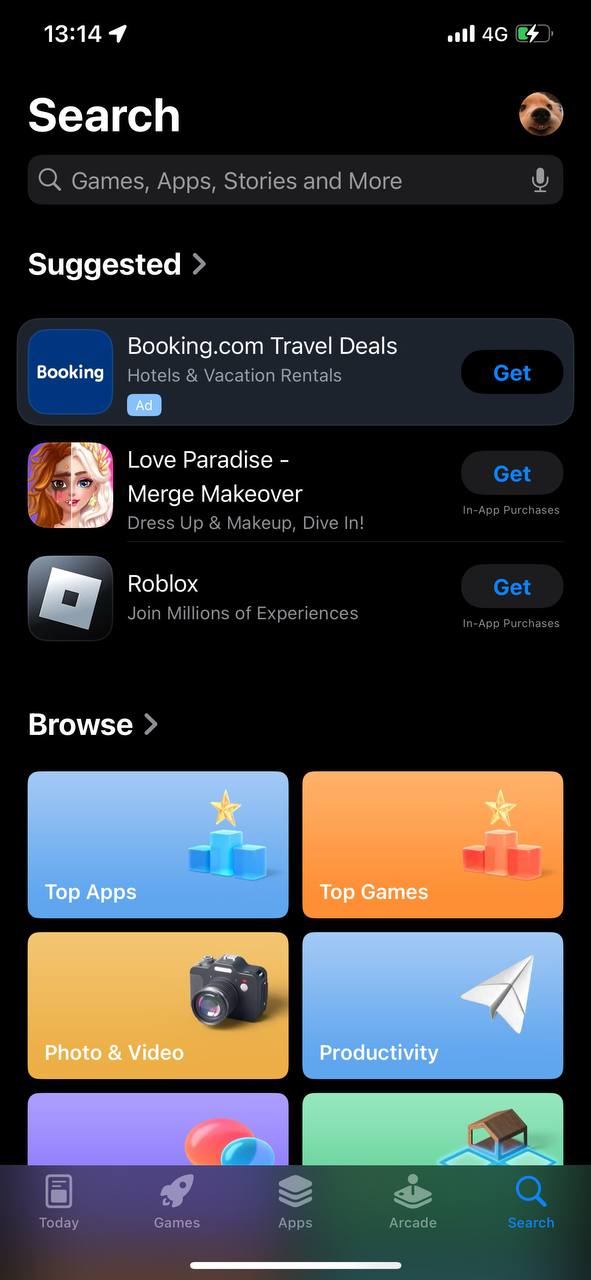 13:14
4G
Search
Games, Apps, Stories and More
Suggested
Booking
Booking.com Travel Deals
Hotels & Vacation Rentals
Ad
Get
Love Paradise -
Merge Makeover
Dress Up & Makeup, Dive In!
Get
In-App Purchases
Roblox
Join Millions of Experiences
Get
In-App Purchases
Browse
Top Apps
Top Games
Photo & Video
Productivity
Today
Games
Apps
Arcade
Search